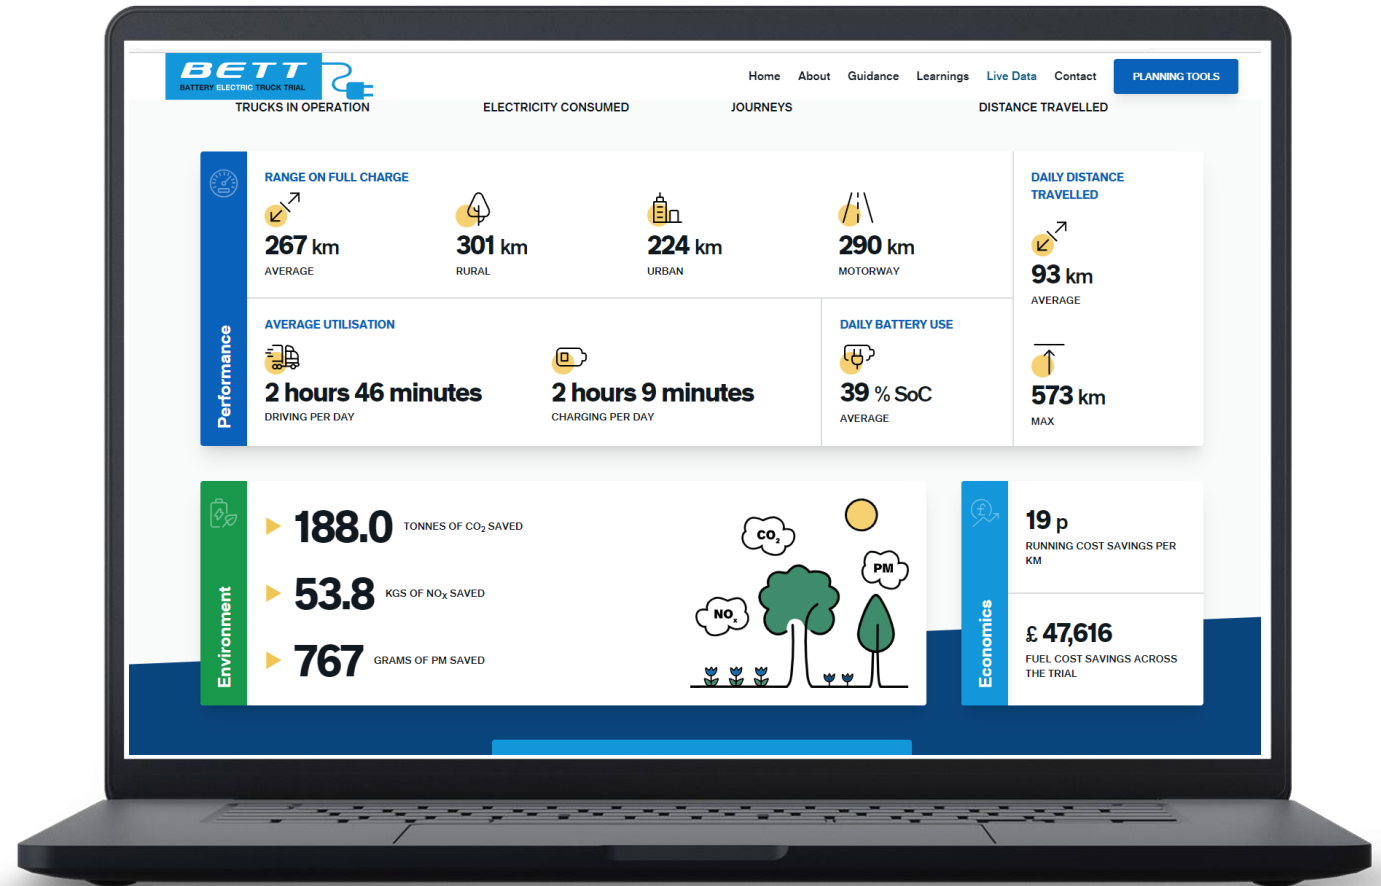 BETT
BATTERY ELECTRIC TRUCK TRIAL
Home About Guidance Learnings Live Data Contact PLANNING TOOLS
TRUCKS IN OPERATION ELECTRICITY CONSUMED JOURNEYS DISTANCE TRAVELLED
Performance
RANGE ON FULL CHARGE
267 km 301 km 224 km 290 km
AVERAGE RURAL URBAN MOTORWAY
DAILY DISTANCE
TRAVELLED
93 km
AVERAGE
573 km
MAX
AVERAGE UTILISATION
2 hours 46 minutes 2 hours 9 minutes
DRIVING PER DAY CHARGING PER DAY
DAILY BATTERY USE
39 % SoC
AVERAGE
Environment
188.0 TONNES OF CO₂ SAVED
53.8 KGS OF NOX SAVED
767 GRAMS OF PM SAVED
CO₂
PM
NOx
Economics
£
19 p
RUNNING COST SAVINGS PER
KM
£ 47,616
FUEL COST SAVINGS ACROSS
THE TRIAL